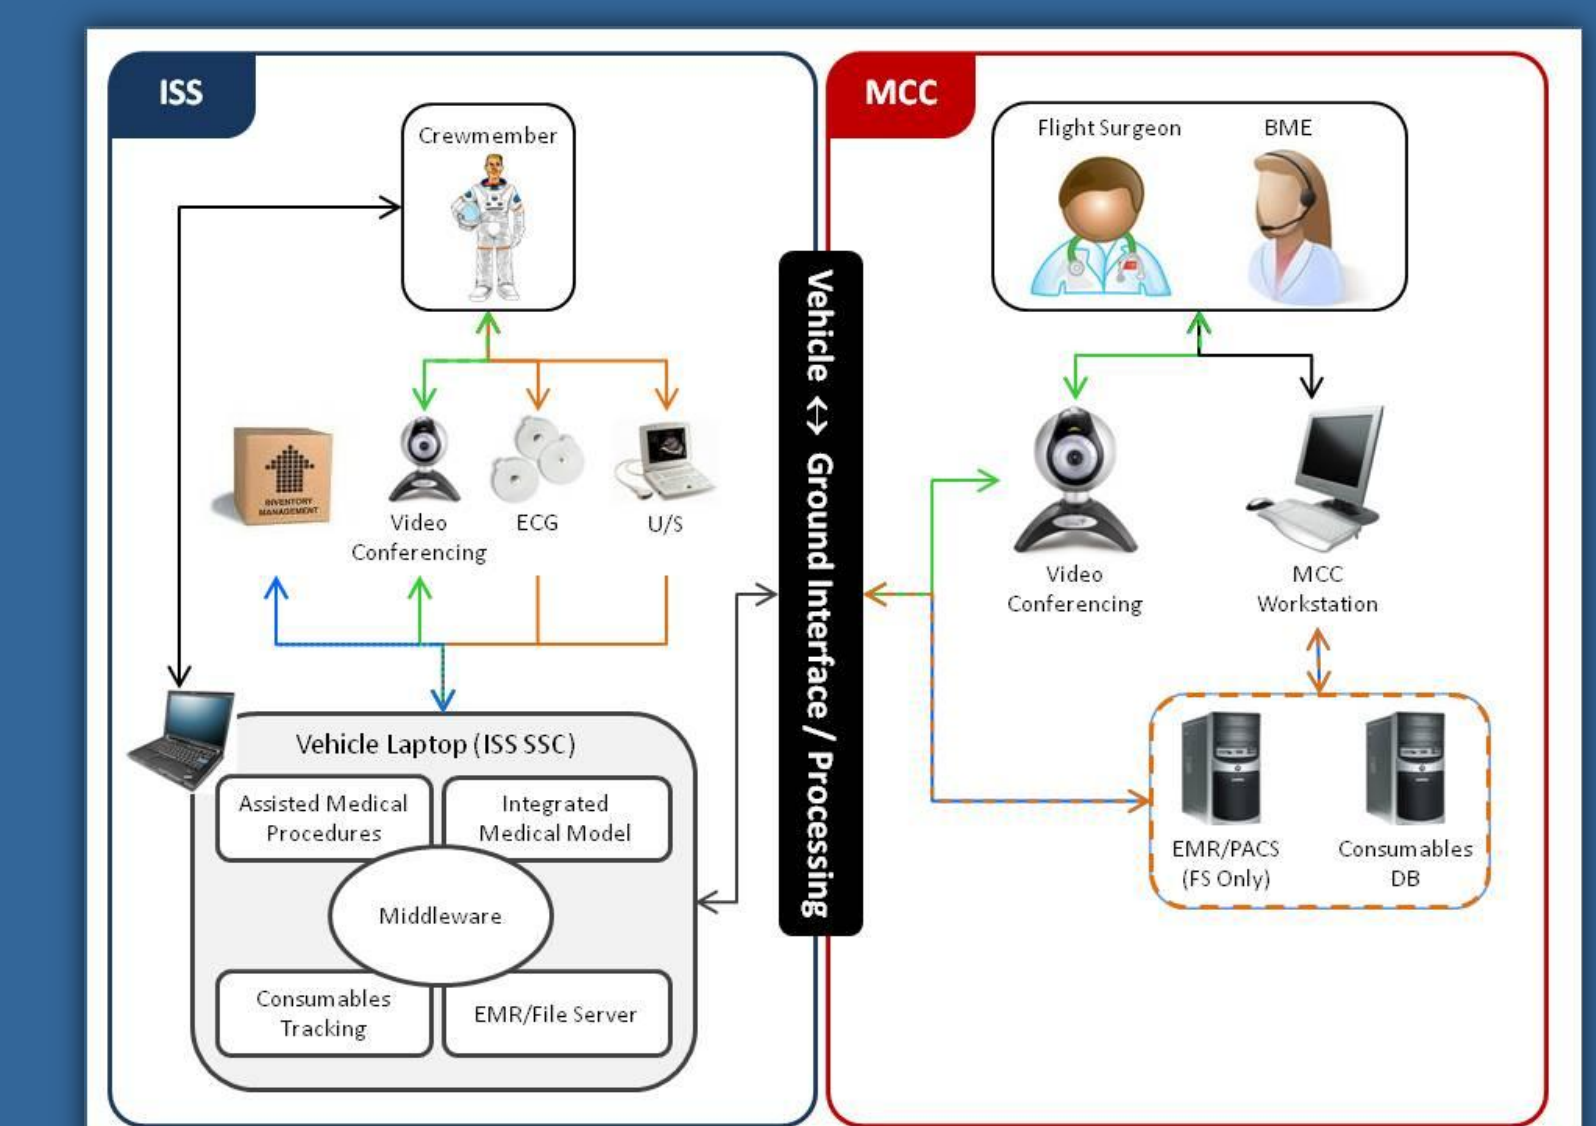 ISS
MCC
Crewmember
Flight Surgeon
BME
INVENTORY
MANAGEMENT
Video
Conferencing
ECG
U/S
Vehicle ↔ Ground Interface / Processing
Video
Conferencing
MCC
Workstation
Vehicle Laptop (ISS SSC)
Assisted Medical
Procedures
Integrated
Medical Model
Middleware
Consumables
Tracking
EMR/File Server
EMR/PACS
(FS Only)
Consumables
DB